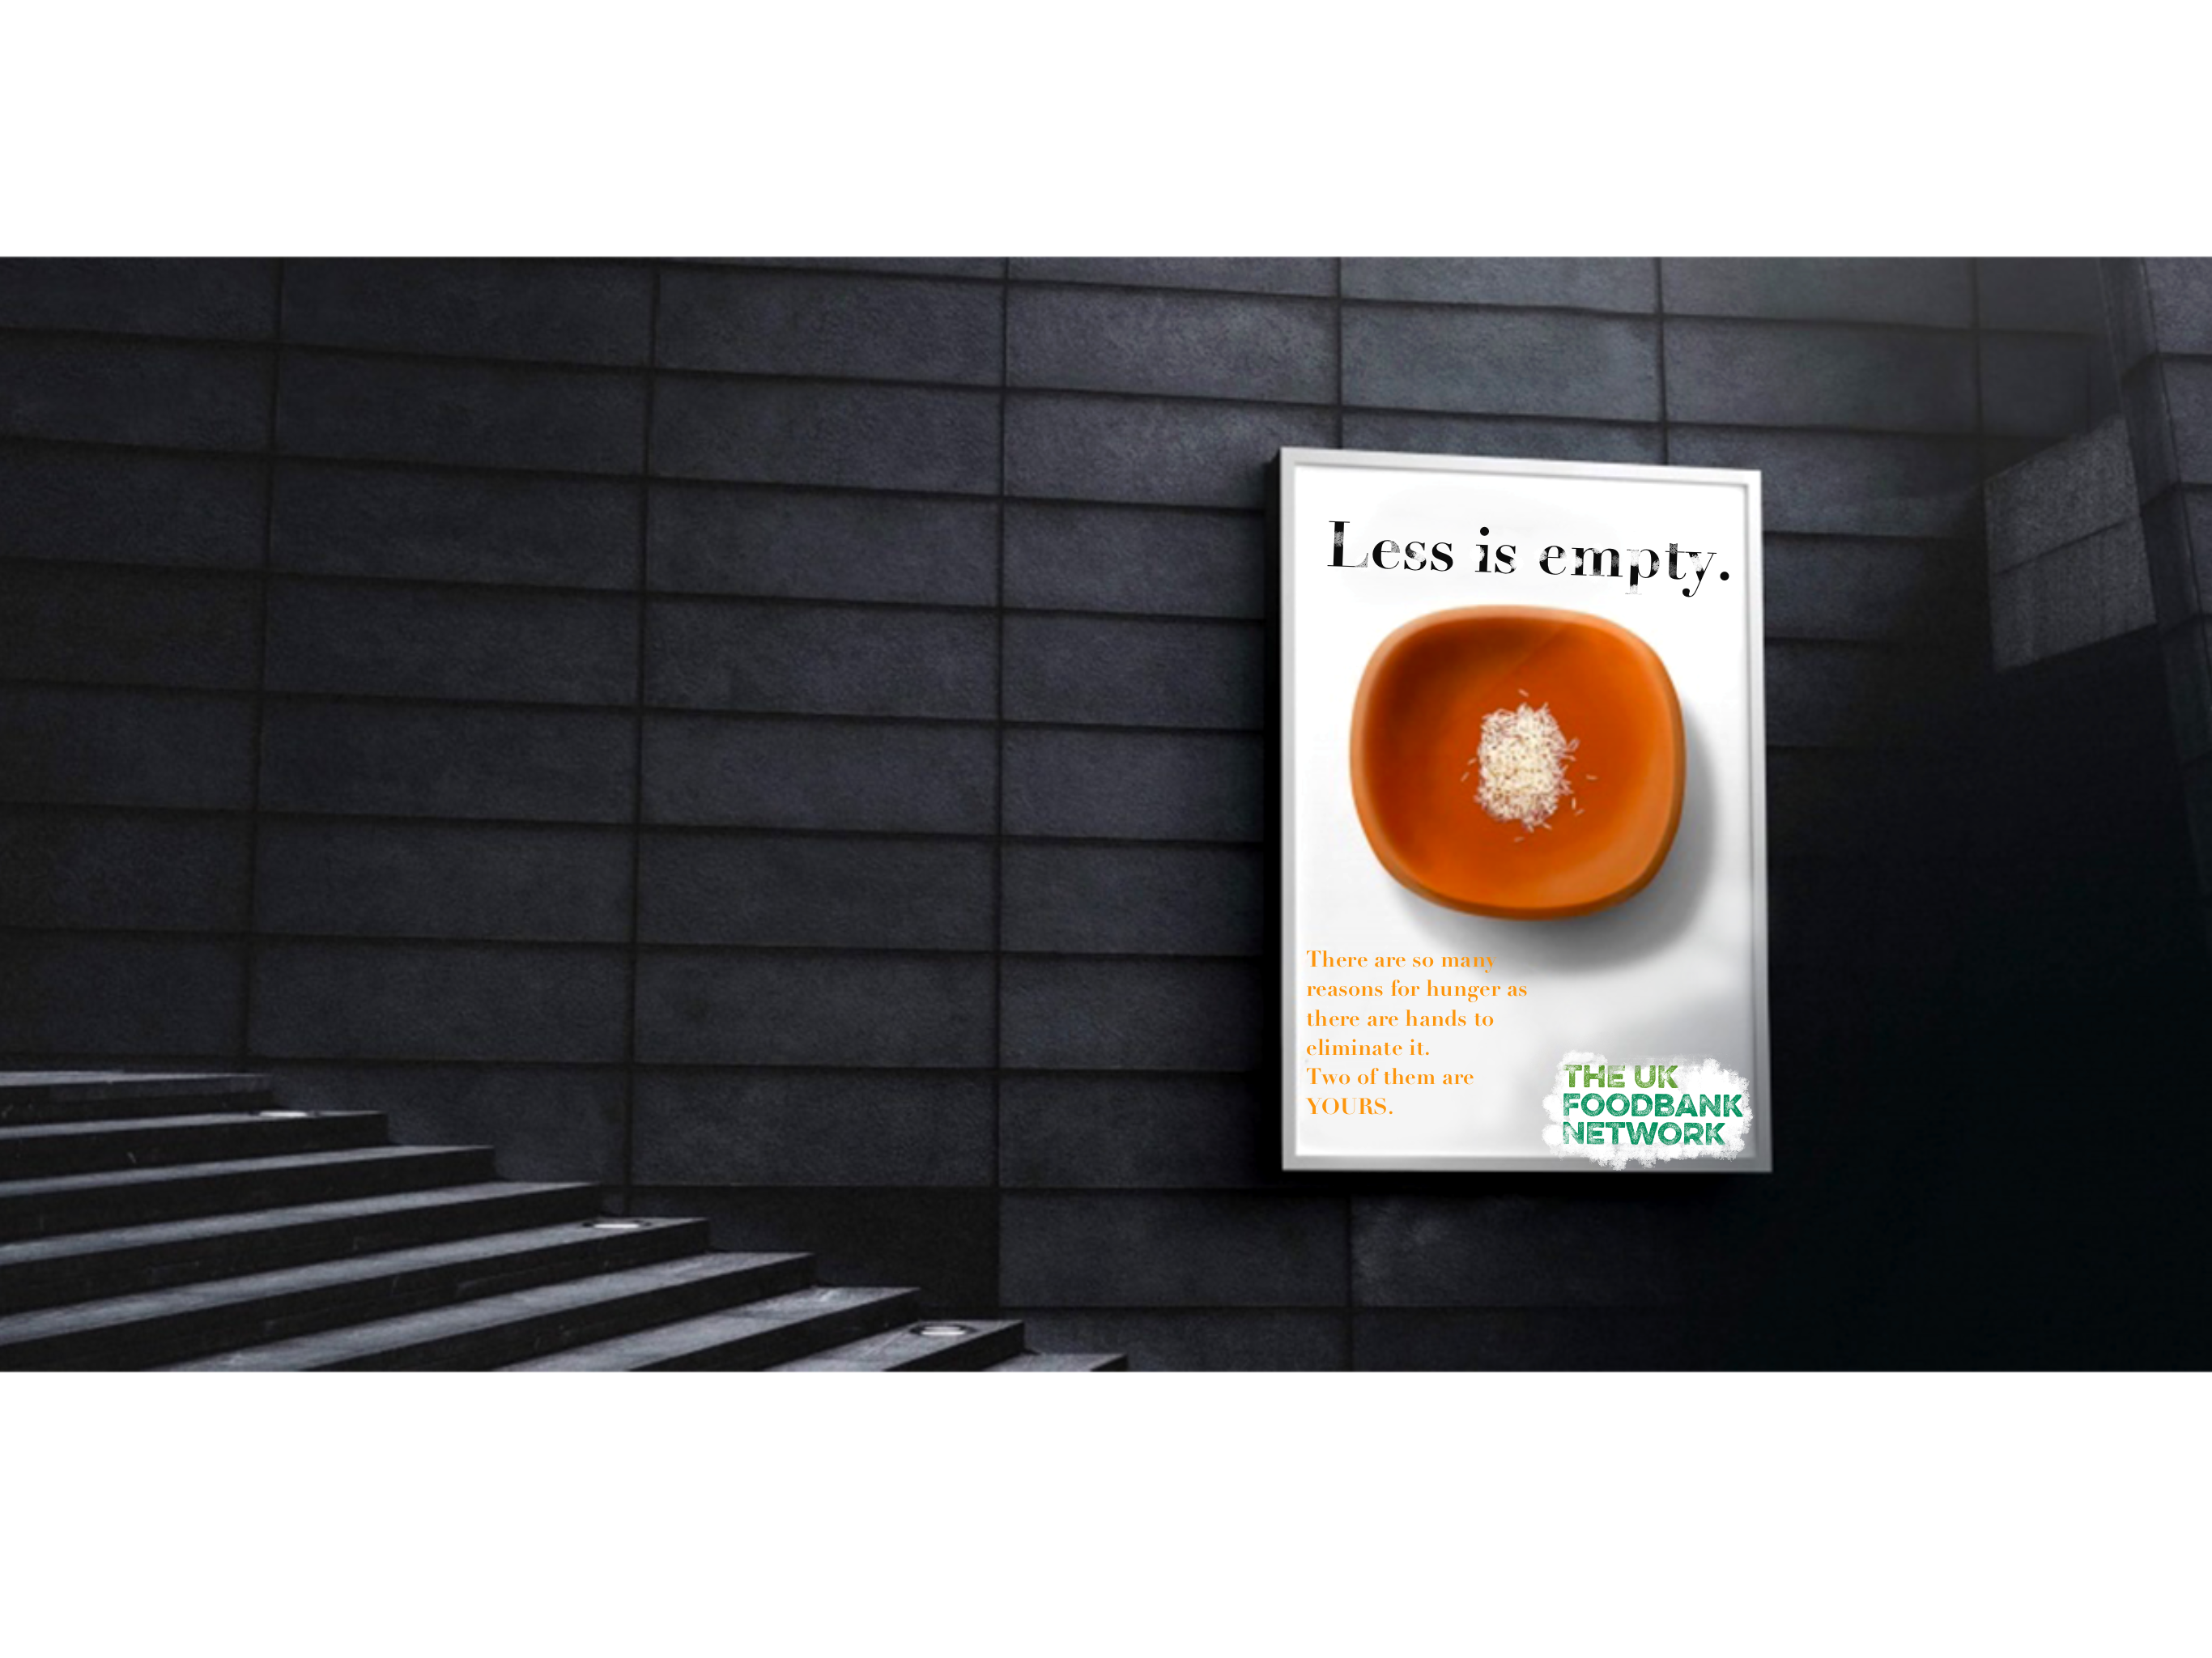 Less is empty.
There are so many
reasons for hunger as
there are hands to
eliminate it.
Two of them are
YOURS.
THE UK
FOODBANK
NETWORK